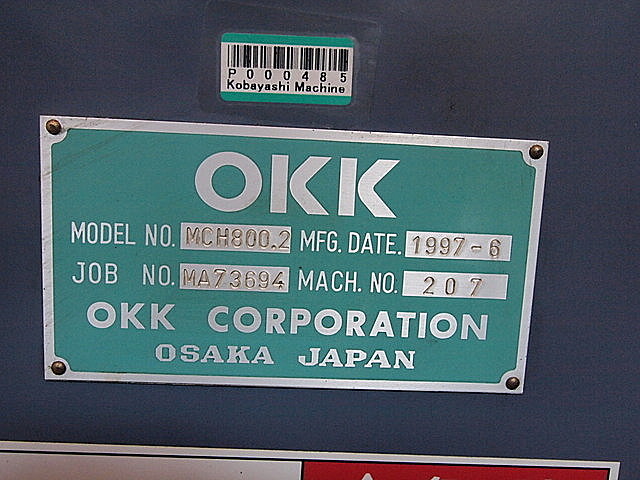 P000485
Kobayashi Machine
OKK
MODEL NO. MCH800.2 MFG. DATE. 1997-6
JOB NO. MA73694 MACH. NO. 207
OKK CORPORATION
OSAKA JAPAN